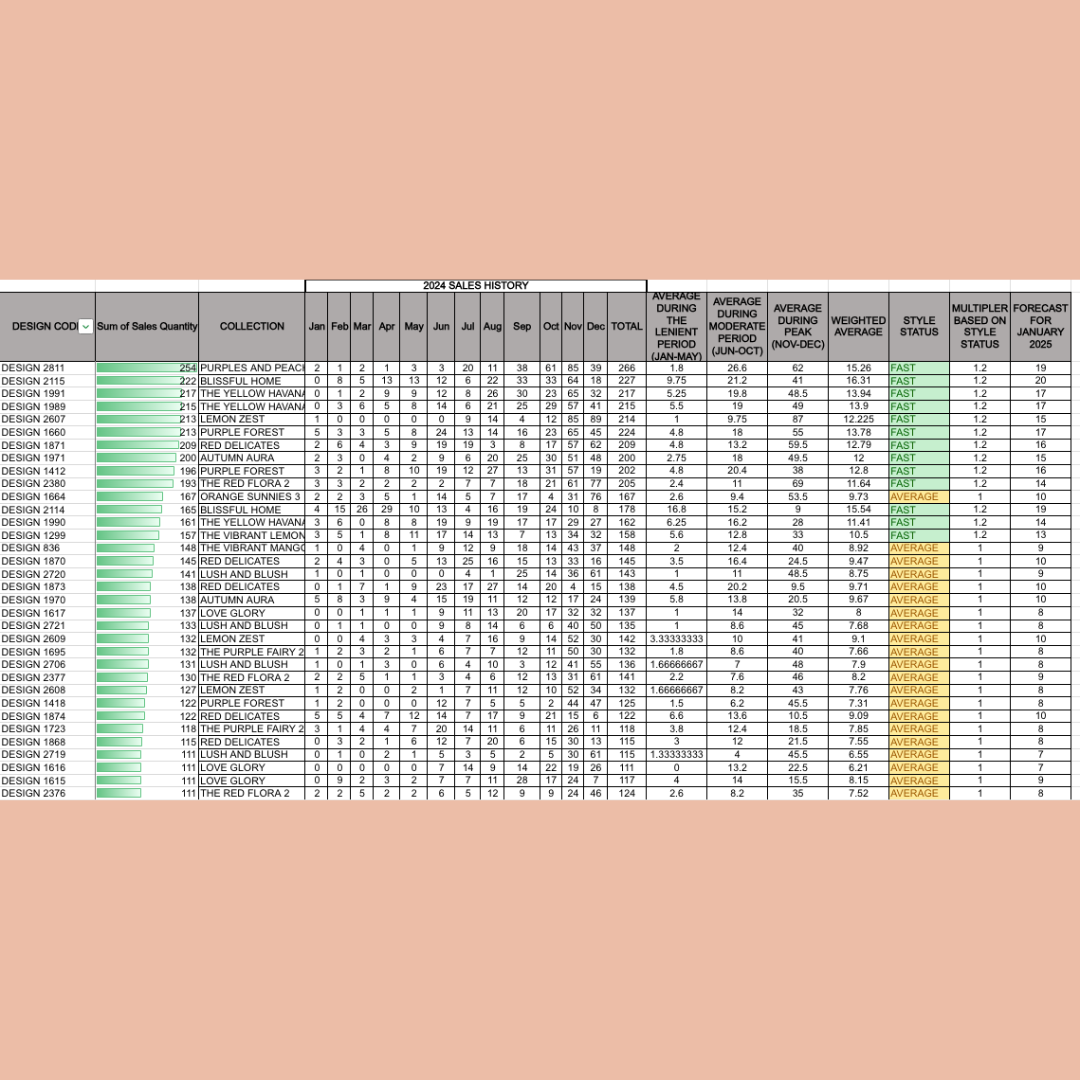 2024 SALES HISTORY
DESIGN CODI Sum of Sales Quantity COLLECTION Jan Feb Mar Apr May Jun Jul Aug Sep Oct Nov Dec TOTAL AVERAGE DURING THE LENIENT PERIOD (JAN-MAY) AVERAGE DURING MODERATE PERIOD (JUN-OCT) AVERAGE DURING PEAK (NOV-DEC) WEIGHTED AVERAGE STYLE STATUS MULTIPLER BASED ON STYLE STATUS FORECAST FOR JANUARY 2025
DESIGN 2811 254 PURPLES AND PEACH 2 1 2 1 3 3 20 11 38 61 85 39 266 1.8 26.6 62 15.26 FAST 1.2 19
DESIGN 2115 222 BLISSFUL HOME 0 8 5 13 13 12 6 22 33 33 64 18 227 9.75 21.2 41 16.31 FAST 1.2 20
DESIGN 1991 217 THE YELLOW HAVANA 0 1 2 9 9 12 8 26 30 23 65 32 217 5.25 19.8 48.5 13.94 FAST 1.2 17
DESIGN 1989 215 THE YELLOW HAVANA 0 3 6 5 8 14 6 21 25 29 57 41 215 5.5 19 49 13.9 FAST 1.2 17
DESIGN 2607 213 LEMON ZEST 1 0 0 0 0 0 9 14 4 12 85 89 214 1 9.75 87 12.225 FAST 1.2 15
DESIGN 1660 213 PURPLE FOREST 5 3 3 5 8 24 13 14 16 23 65 45 224 4.8 18 55 13.78 FAST 1.2 17
DESIGN 1871 209 RED DELICATES 2 6 4 3 9 19 19 3 8 17 57 62 209 4.8 13.2 59.5 12.79 FAST 1.2 16
DESIGN 1971 200 AUTUMN AURA 2 3 0 4 2 9 6 20 25 30 51 48 200 2.75 18 49.5 12 FAST 1.2 15
DESIGN 1412 196 PURPLE FOREST 3 2 1 8 10 19 12 27 13 31 57 19 202 4.8 20.4 38 12.8 FAST 1.2 16
DESIGN 2380 193 THE RED FLORA 2 3 3 2 2 2 2 7 7 18 21 61 77 205 2.4 11 69 11.64 FAST 1.2 14
DESIGN 1664 167 ORANGE SUNNIES 3 2 2 3 5 1 14 5 7 17 4 31 76 167 2.6 9.4 53.5 9.73 AVERAGE 1 10
DESIGN 2114 165 BLISSFUL HOME 4 15 26 29 10 13 4 16 19 24 10 8 178 16.8 15.2 9 15.54 FAST 1.2 19
DESIGN 1990 161 THE YELLOW HAVANA 3 6 0 8 8 19 9 19 17 17 29 27 162 6.25 16.2 28 11.41 FAST 1.2 14
DESIGN 1299 157 THE VIBRANT LEMON 3 5 1 8 11 17 14 13 7 13 34 32 158 5.6 12.8 33 10.5 FAST 1.2 13
DESIGN 836 148 THE VIBRANT MANGO 1 0 4 0 1 9 12 9 18 14 43 37 148 2 12.4 40 8.92 AVERAGE 1 9
DESIGN 1870 145 RED DELICATES 2 4 3 0 5 13 25 16 15 13 33 16 145 3.5 16.4 24.5 9.47 AVERAGE 1 10
DESIGN 2720 141 LUSH AND BLUSH 1 0 1 0 0 0 4 1 25 14 36 61 143 1 11 48.5 8.75 AVERAGE 1 9
DESIGN 1873 138 RED DELICATES 0 1 7 1 9 23 17 27 14 20 4 15 138 4.5 20.2 9.5 9.71 AVERAGE 1 10
DESIGN 1970 138 AUTUMN AURA 5 8 3 9 4 15 19 11 12 12 17 24 139 5.8 13.8 20.5 9.67 AVERAGE 1 10
DESIGN 1617 137 LOVE GLORY 0 0 1 1 1 9 11 13 20 17 32 32 137 1 14 32 8 AVERAGE 1 8
DESIGN 2721 133 LUSH AND BLUSH 0 1 1 0 0 9 8 14 6 6 40 50 135 1 8.6 45 7.68 AVERAGE 1 8
DESIGN 2609 132 LEMON ZEST 0 0 4 3 3 4 7 16 9 14 52 30 142 3.33333333 10 41 9.1 AVERAGE 1 10
DESIGN 1695 132 THE PURPLE FAIRY 2 1 2 3 2 1 6 7 7 12 11 50 30 132 1.8 8.6 40 7.66 AVERAGE 1 8
DESIGN 2706 131 LUSH AND BLUSH 1 0 1 3 0 6 4 10 3 12 41 55 136 1.66666667 7 48 7.9 AVERAGE 1 8
DESIGN 2377 130 THE RED FLORA 2 2 2 5 1 1 3 4 6 12 13 31 61 141 2.2 7.6 46 8.2 AVERAGE 1 8
DESIGN 2608 127 LEMON ZEST 1 2 0 0 2 1 7 11 12 10 52 34 132 1.66666667 8.2 43 7.76 AVERAGE 1 8
DESIGN 1418 122 PURPLE FOREST 1 2 0 0 0 12 7 5 5 2 44 47 125 1.5 6.2 45.5 7.31 AVERAGE 1 8
DESIGN 1874 122 RED DELICATES 5 5 4 7 12 14 7 17 9 21 15 6 122 6.6 13.6 10.5 9.09 AVERAGE 1 10
DESIGN 1723 118 THE PURPLE FAIRY 2 3 1 4 4 7 20 14 11 6 11 26 11 118 3.8 12.4 18.5 7.85 AVERAGE 1 8
DESIGN 1868 115 RED DELICATES 0 3 2 1 6 12 7 20 6 15 30 13 115 3 12 21.5 7.55 AVERAGE 1 8
DESIGN 2719 111 LUSH AND BLUSH 0 1 0 2 1 5 3 5 2 5 30 61 115 1.33333333 4 45.5 6.55 AVERAGE 1 7
DESIGN 1616 111 LOVE GLORY 0 0 0 0 0 7 14 9 14 22 19 26 111 0 13.2 22.5 6.21 AVERAGE 1 7
DESIGN 1615 111 LOVE GLORY 0 9 2 3 2 7 7 11 28 17 24 7 117 4 14 15.5 8.15 AVERAGE 1 9
DESIGN 2376 111 THE RED FLORA 2 2 2 5 2 2 6 5 12 9 9 24 46 124 2.6 8.2 35 7.52 AVERAGE 1 8